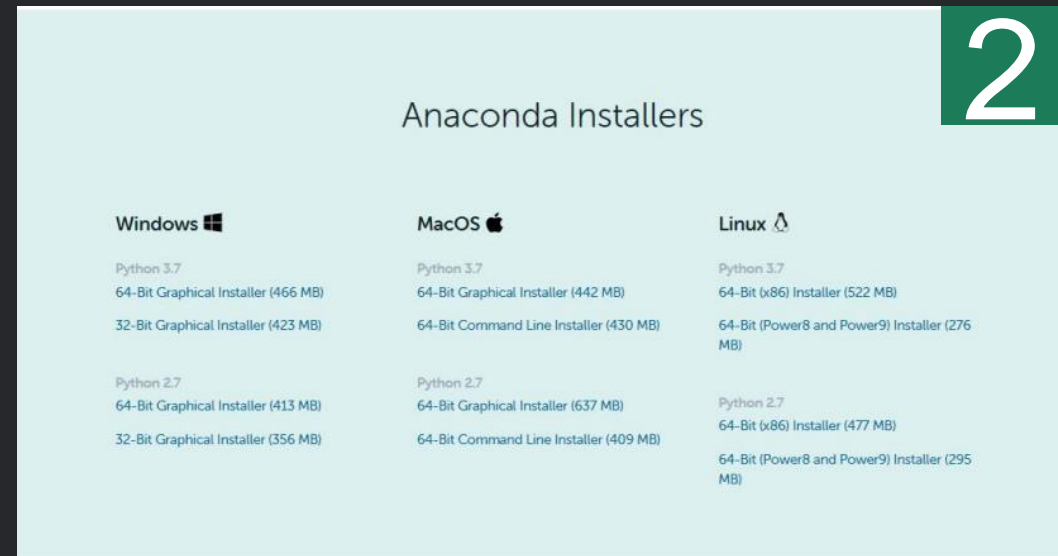 2
Anaconda Installers
Windows
Python 3.7
64-Bit Graphical Installer (466 MB)
32-Bit Graphical Installer (423 MB)
Python 2.7
64-Bit Graphical Installer (413 MB)
32-Bit Graphical Installer (356 MB)
MacOS
Python 3.7
64-Bit Graphical Installer (442 MB)
64-Bit Command Line Installer (430 MB)
Python 2.7
64-Bit Graphical Installer (637 MB)
64-Bit Command Line Installer (409 MB)
Linux
Python 3.7
64-Bit (x86) Installer (522 MB)
64-Bit (Power8 and Power9) Installer (276
MB)
Python 2.7
64-Bit (x86) Installer (477 MB)
64-Bit (Power8 and Power9) Installer (295
MB)